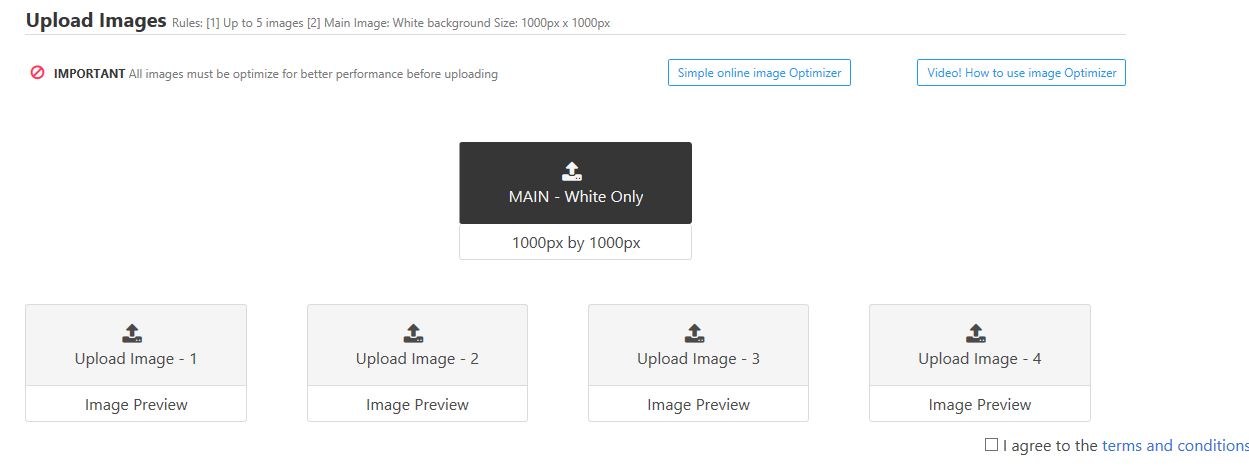 Upload Images Rules: [1] Up to 5 images [2] Main Image: White background Size: 1000px x 1000px
IMPORTANT All images must be optimize for better performance before uploading
Simple online image Optimizer
Video! How to use image Optimizer
MAIN - White Only
1000px by 1000px
Upload Image - 1
Image Preview
Upload Image - 2
Image Preview
Upload Image - 3
Image Preview
Upload Image - 4
Image Preview
I agree to the terms and conditions